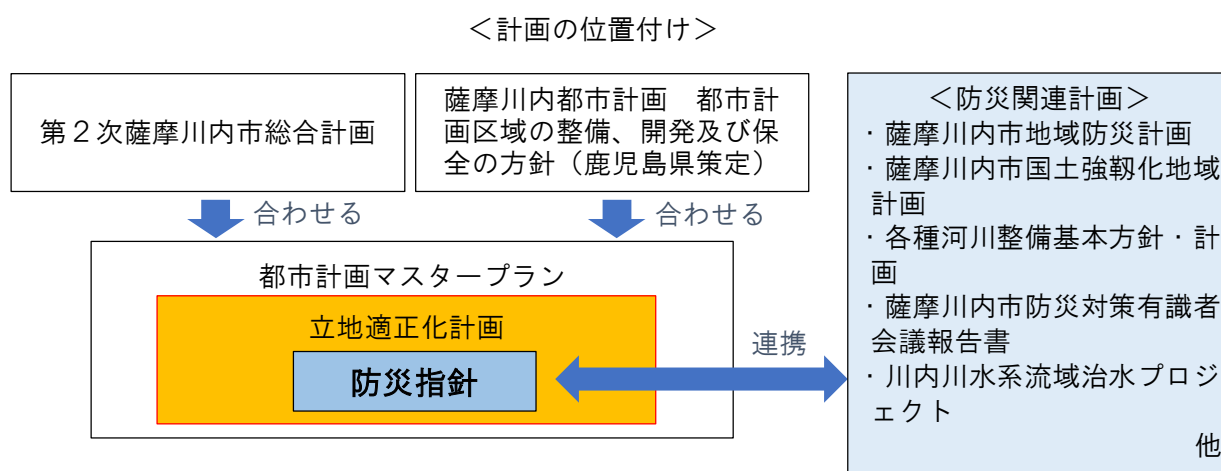 ＜計画の位置付け＞
第２次薩摩川内市総合計画
薩摩川内都市計画　都市計
画区域の整備、開発及び保
全の方針（鹿児島県策定）
合わせる
合わせる
都市計画マスタープラン
立地適正化計画
防災指針
連携
＜防災関連計画＞
・薩摩川内市地域防災計画
・薩摩川内市国土強靱化地域
計画
・各種河川整備基本方針・計
画
・薩摩川内市防災対策有識者
会議報告書
・川内川水系流域治水プロジ
ェクト
他